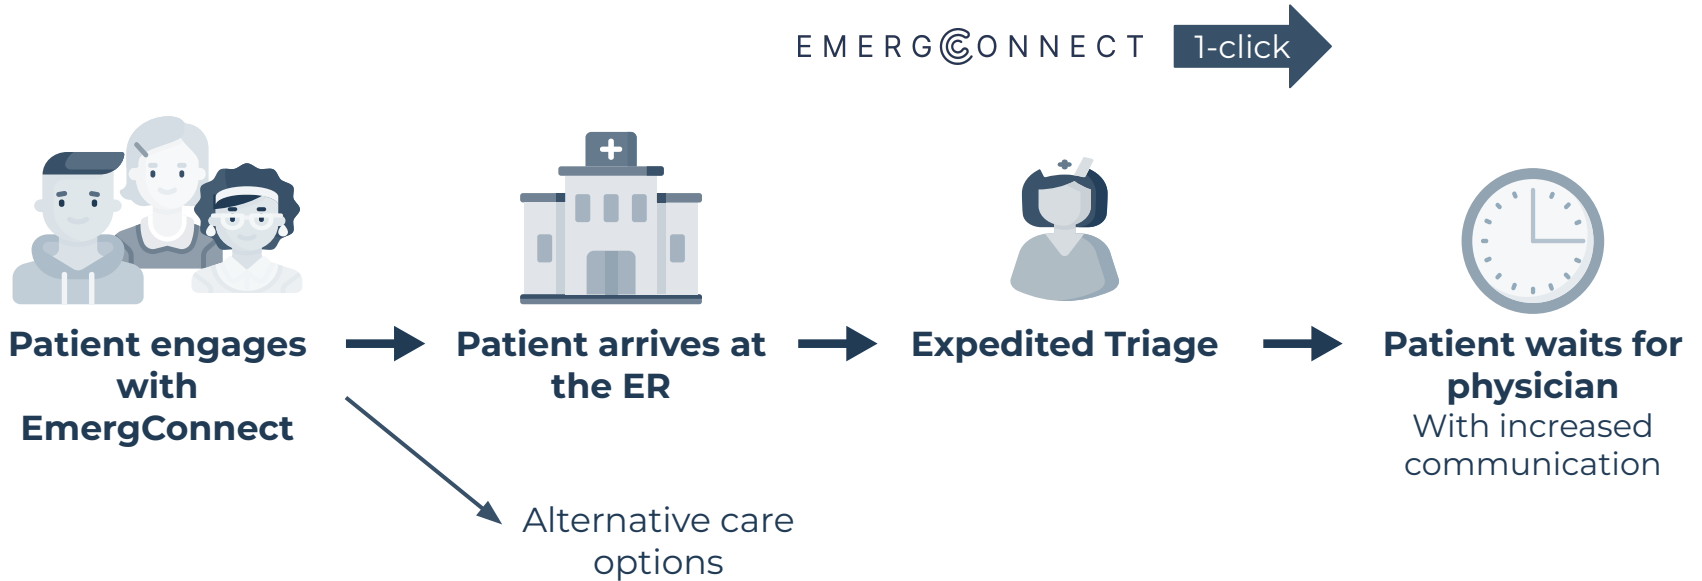 EMERGCONNECT
1-click
Patient engages
with
EmergConnect
Patient arrives at
the ER
Expedited Triage
Patient waits for
physician
With increased
communication
Alternative care
options